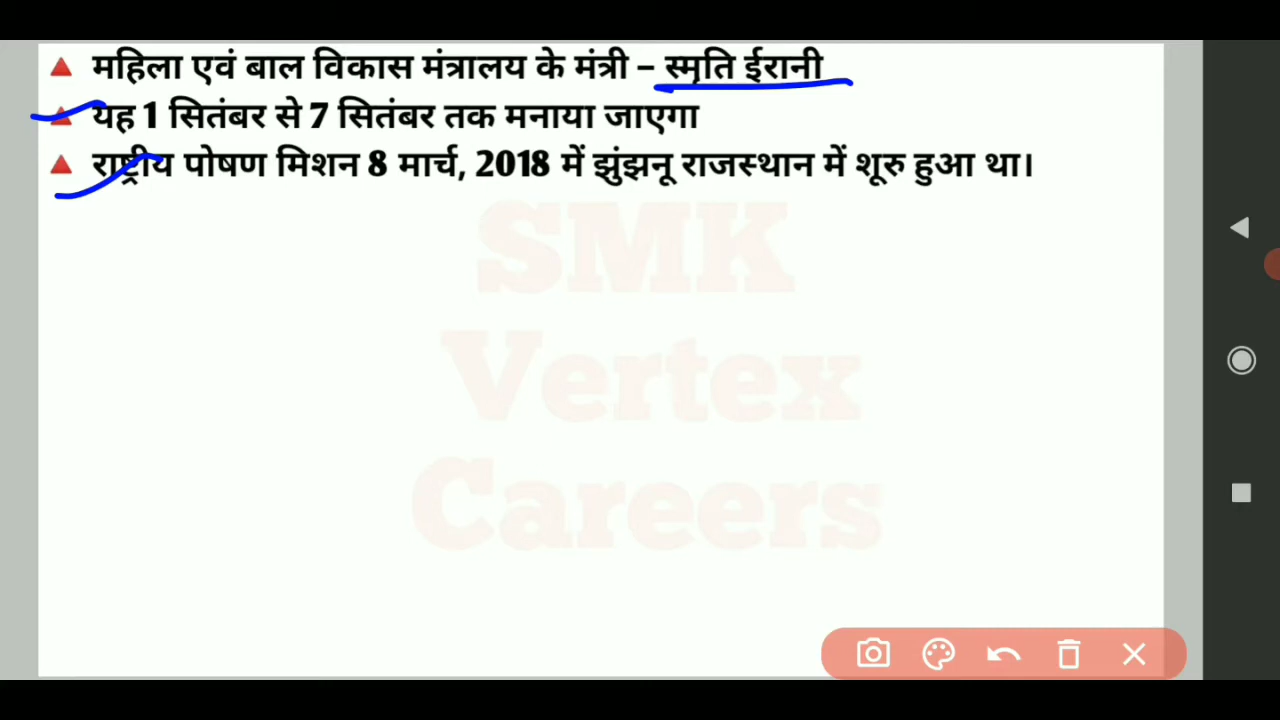 🔺 महिला एवं बाल विकास मंत्रालय के मंत्री – स्मृति ईरानी
🔺 यह 1 सितंबर से 7 सितंबर तक मनाया जाएगा
🔺 राष्ट्रीय पोषण मिशन 8 मार्च, 2018 में झुंझनू राजस्थान में शूरु हुआ था।
SMK
Vertex
Careers